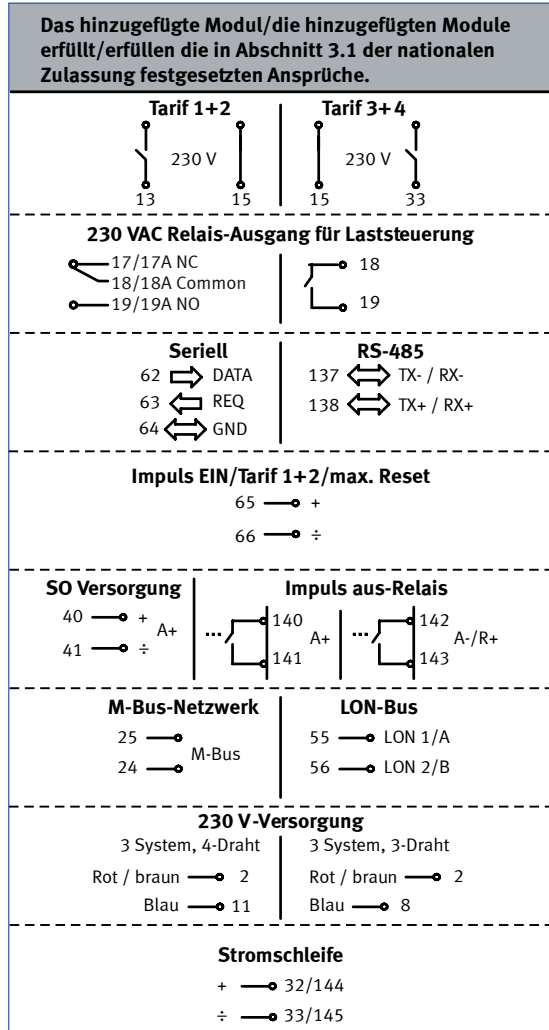 Das hinzugefügte Modul/die hinzugefügten Module
erfüllt/erfüllen die in Abschnitt 3.1 der nationalen
Zulassung festgesetzten Ansprüche.
Tarif 1+2
230 V
13
15
Tarif 3+4
230 V
15
33
230 VAC Relais-Ausgang für Laststeuerung
17/17A NC
18/18A Common
19/19A NO
18
19
Seriell
62 DATA
63 REQ
64 GND
RS-485
137 TX- / RX-
138 TX+ / RX+
Impuls EIN/Tarif 1+2/max. Reset
65 +
66 ÷
SO Versorgung
40 +
A+
41 ÷
Impuls aus-Relais
...
140
A+
141
...
142
A-/R+
143
M-Bus-Netzwerk
25
M-Bus
24
LON-Bus
55 LON 1/A
56 LON 2/B
230 V-Versorgung
3 System, 4-Draht
Rot / braun 2
Blau 11
3 System, 3-Draht
Rot / braun 2
Blau 8
Stromschleife
+ 32/144
÷ 33/145